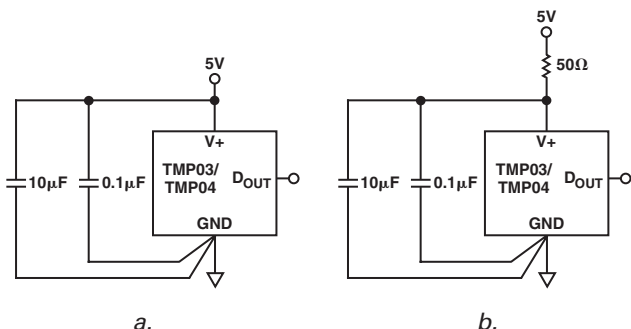 5V
V+
10µF
0.1µF
TMP03/
TMP04
DOUT
GND
a.
5V
50Ω
V+
10µF
0.1µF
TMP03/
TMP04
DOUT
GND
b.